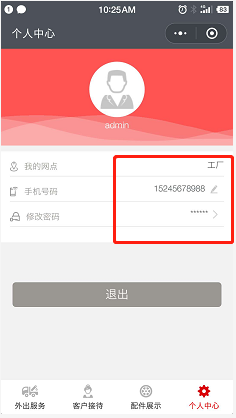 10:25AM
68
个人中心
admin
我的网点 工厂
手机号码 15245678988
修改密码 ******
退出
外出服务 客户接待 配件展示 个人中心